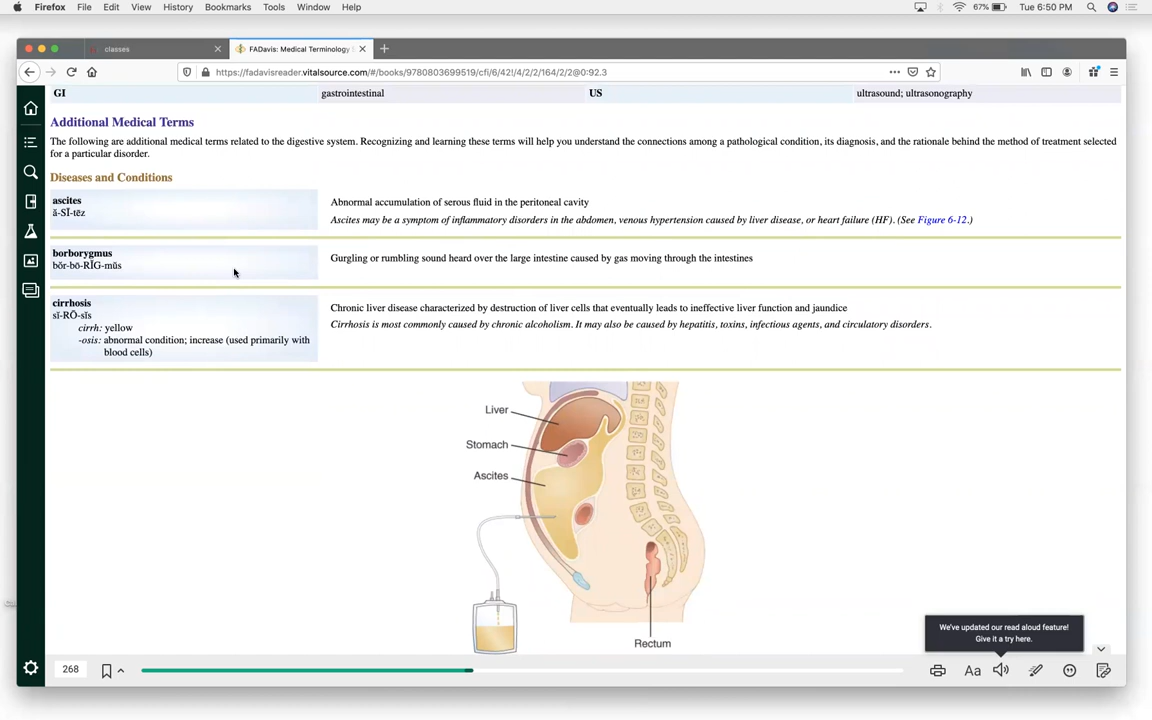 Firefox File Edit View History Bookmarks Tools Window Help 67% Tue 6:50 PM
classes FADavis: Medical Terminology
https://fadavisreader.vitalsource.com/#/books/9780803699519/cfi/6/42!/4/2/2/164/2/2@0:92.3
GI gastrointestinal US ultrasound; ultrasonography
Additional Medical Terms
The following are additional medical terms related to the digestive system. Recognizing and learning these terms will help you understand the connections among a pathological condition, its diagnosis, and the rationale behind the method of treatment selected
for a particular disorder.
Diseases and Conditions
ascites
ă-SĪ-tēz
Abnormal accumulation of serous fluid in the peritoneal cavity
Ascites may be a symptom of inflammatory disorders in the abdomen, venous hypertension caused by liver disease, or heart failure (HF). (See Figure 6-12.)
borborygmus
bŏr-bō-RĬG-mŭs
Gurgling or rumbling sound heard over the large intestine caused by gas moving through the intestines
cirrhosis
sĭ-RŌ-sĭs
cirrh: yellow
-osis: abnormal condition; increase (used primarily with
blood cells)
Chronic liver disease characterized by destruction of liver cells that eventually leads to ineffective liver function and jaundice
Cirrhosis is most commonly caused by chronic alcoholism. It may also be caused by hepatitis, toxins, infectious agents, and circulatory disorders.
Liver
Stomach
Ascites
Rectum
We've updated our read aloud feature!
Give it a try here.
268 Aa